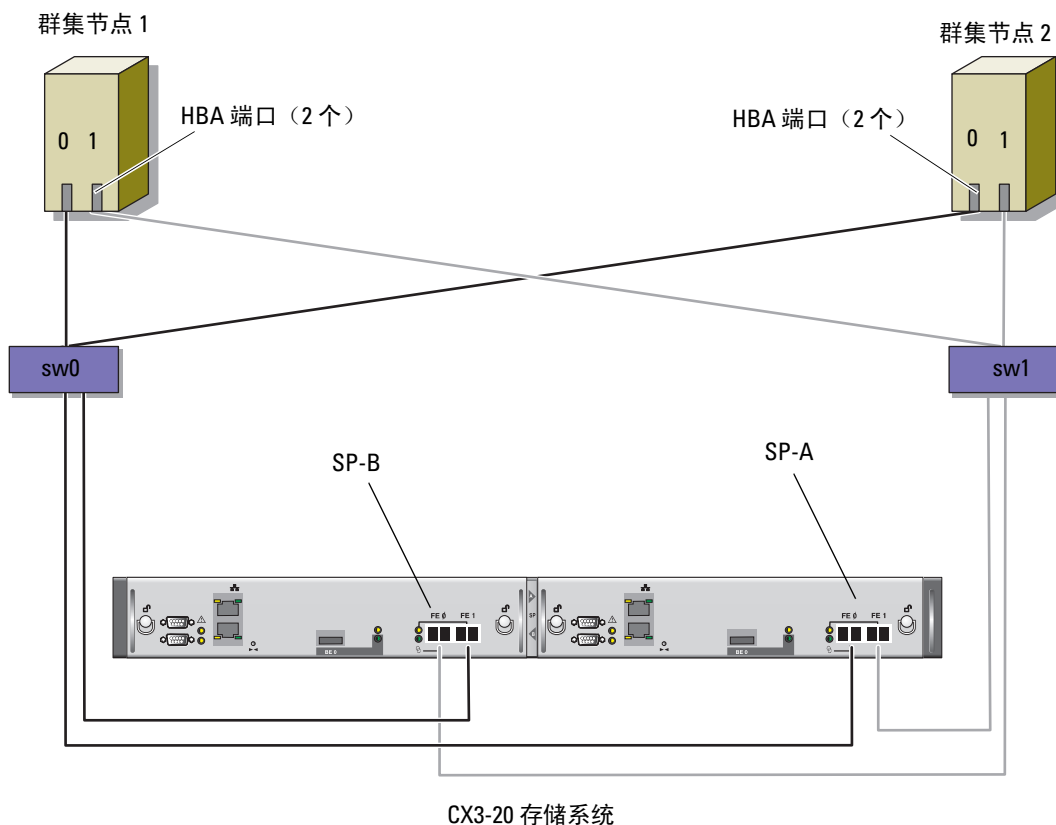 群集节点 1
群集节点 2
HBA 端口（2 个）
HBA 端口（2 个）
0 1
0 1
sw0
sw1
SP-B
SP-A
FE 0 FE 1
SP
FE 0 FE 1
BE 0
BE 0
CX3-20 存储系统